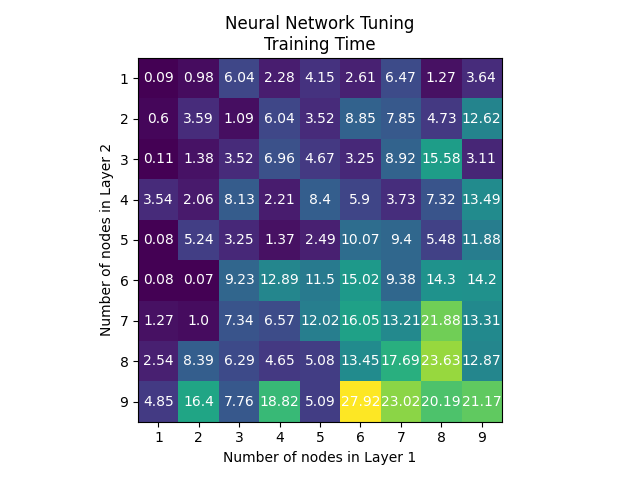 Neural Network Tuning
Training Time
Number of nodes in Layer 2
1 0.09 0.98 6.04 2.28 4.15 2.61 6.47 1.27 3.64
2 0.6 3.59 1.09 6.04 3.52 8.85 7.85 4.73 12.62
3 0.11 1.38 3.52 6.96 4.67 3.25 8.92 15.58 3.11
4 3.54 2.06 8.13 2.21 8.4 5.9 3.73 7.32 13.49
5 0.08 5.24 3.25 1.37 2.49 10.07 9.4 5.48 11.88
6 0.08 0.07 9.23 12.89 11.5 15.02 9.38 14.3 14.2
7 1.27 1.0 7.34 6.57 12.02 16.05 13.21 21.88 13.31
8 2.54 8.39 6.29 4.65 5.08 13.45 17.69 23.63 12.87
9 4.85 16.4 7.76 18.82 5.09 27.92 23.02 20.19 21.17
1 2 3 4 5 6 7 8 9
Number of nodes in Layer 1